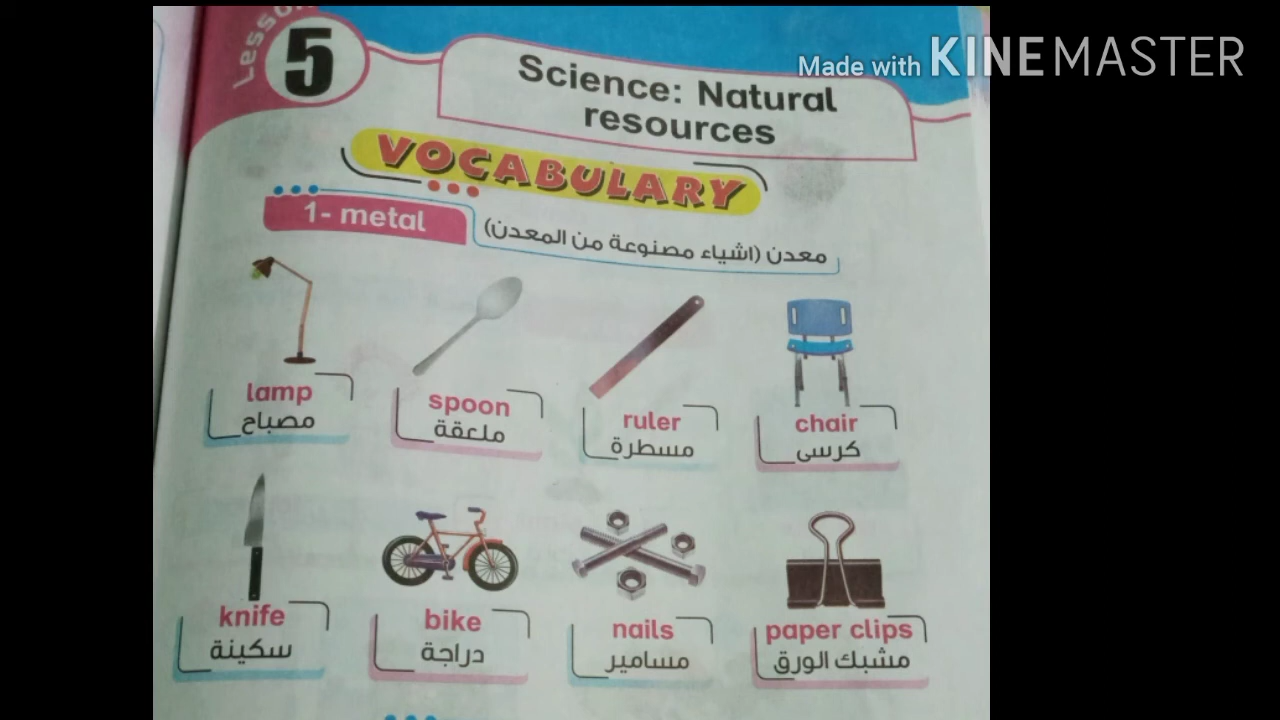 Lesson
5
Science: Natural
resources
Made with KINEMASTER
VOCABULARY
1- metal
معدن (اشياء مصنوعة من المعدن)
lamp
مصباح
spoon
ملعقة
ruler
مسطرة
chair
كرسى
knife
سكينة
bike
دراجة
nails
مسامير
paper clips
مشبك الورق